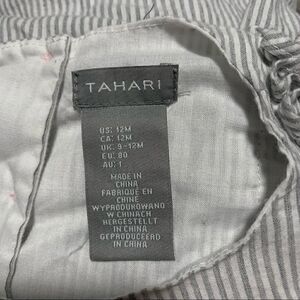 TAHARI
US: 12M
CA: 12M
UK: 9-12M
EU: 80
AU: 1
MADE IN
CHINA
FABRIQUÉ EN
CHINE
WYPRODUKOWANO
W CHINACH
HERGESTELLT
IN CHINA
GEPRODUCEERD
IN CHINA